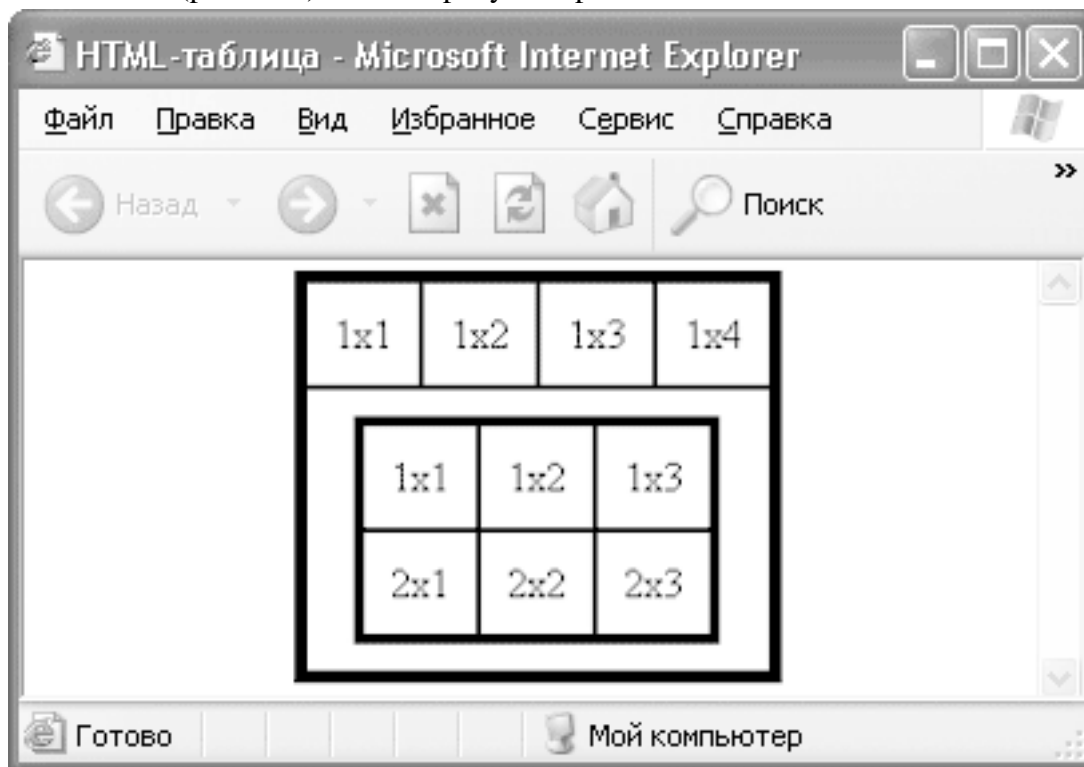 HTML-таблица - Microsoft Internet Explorer
Файл Правка Вид Избранное Сервис Справка
Назад Поиск
1x1 1x2 1x3 1x4
1x1 1x2 1x3
2x1 2x2 2x3
Готово Мой компьютер